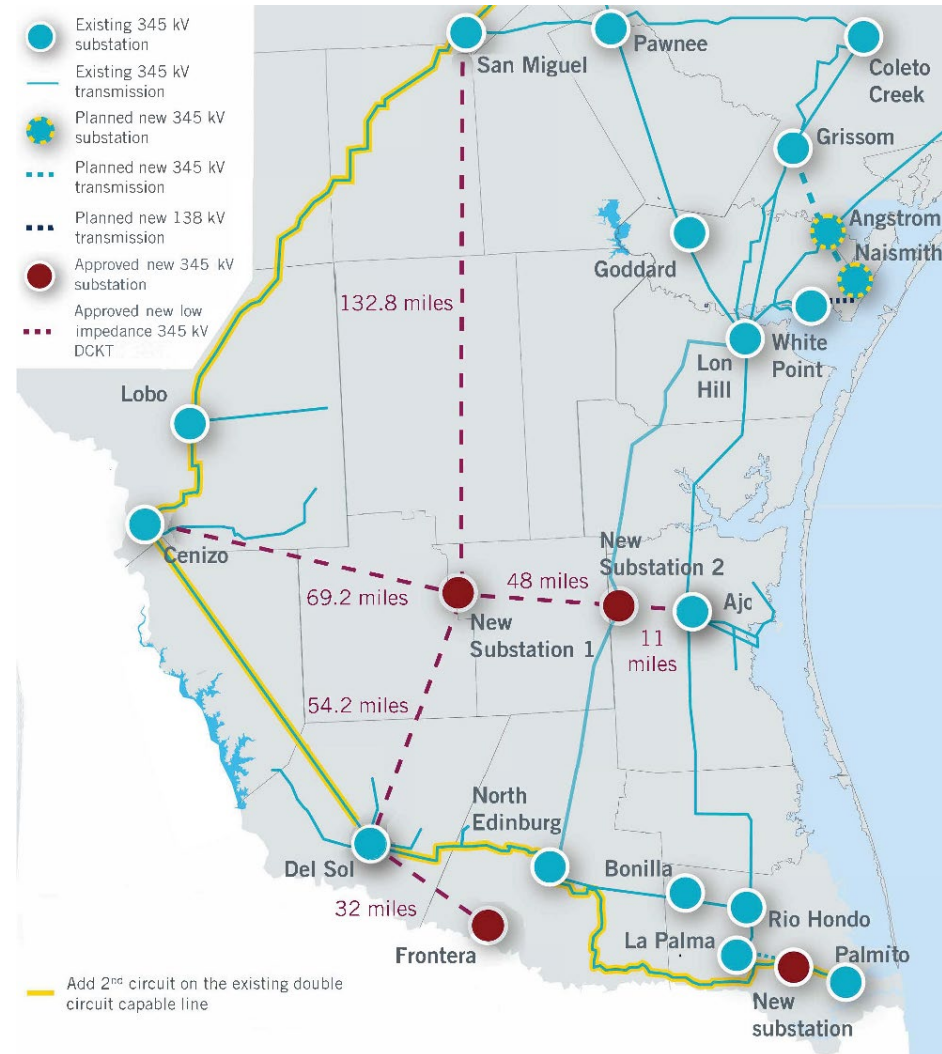 Existing 345 kV
substation
Existing 345 kV
transmission
Planned new 345 kV
substation
Planned new 345 kV
transmission
Planned new 138 kV
transmission
Approved new 345 kV
substation
Approved new low
impedance 345 kV
DCKT
San Miguel
Pawnee
Coleto
Creek
Grissom
Angstrom
Naismith
Goddard
132.8 miles
White
Point
Lon
Hill
Lobo
Cenizo
69.2 miles
48 miles
New
Substation 2
Ajo
New
Substation 1
11
miles
54.2 miles
North
Edinburg
Del Sol
Bonilla
32 miles
Rio Hondo
La Palma
Palmito
Frontera
New
substation
Add 2nd circuit on the existing double
circuit capable line